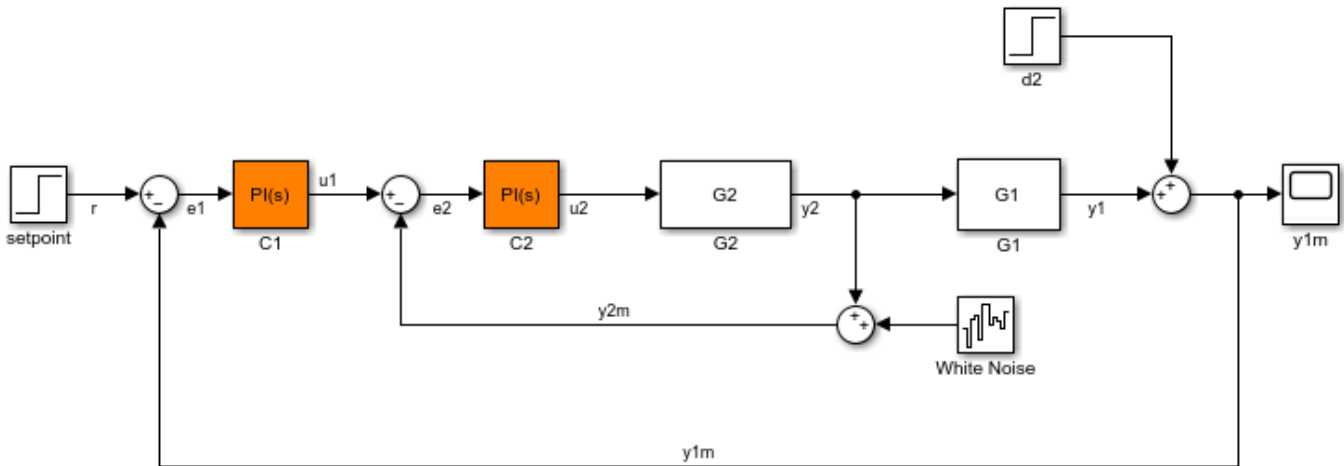 d2
setpoint
r
+
−
e1
PI(s)
C1
u1
+
−
e2
PI(s)
C2
u2
G2
G2
y2
G1
G1
y1
+
+
y1m
y2m
+
+
White Noise
y1m